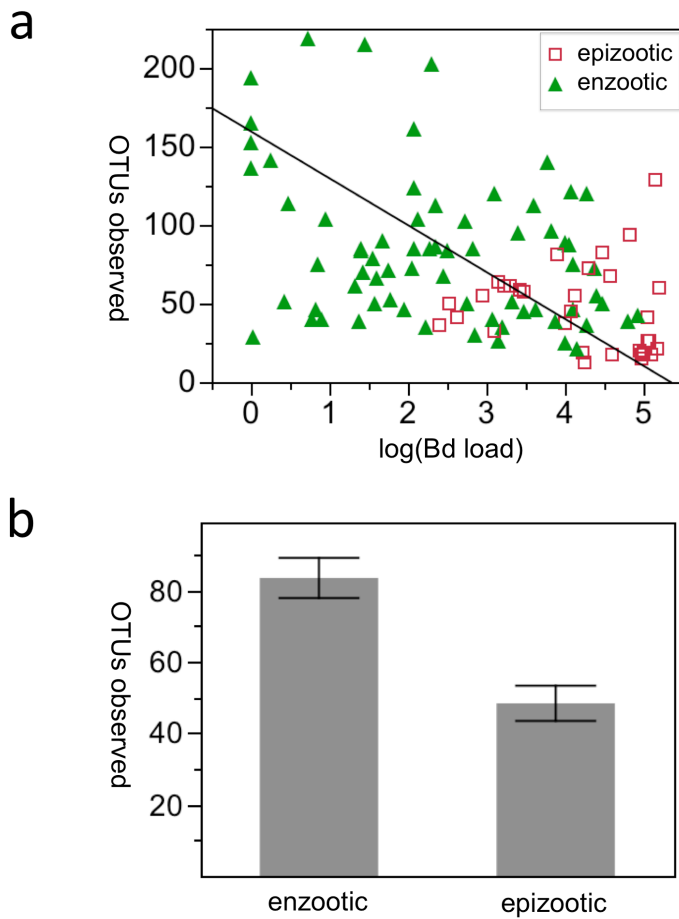 a
epizootic
enzootic
OTUs observed
200
150
100
50
0
0 1 2 3 4 5
log(Bd load)
b
OTUs observed
80
60
40
20
enzootic epizootic